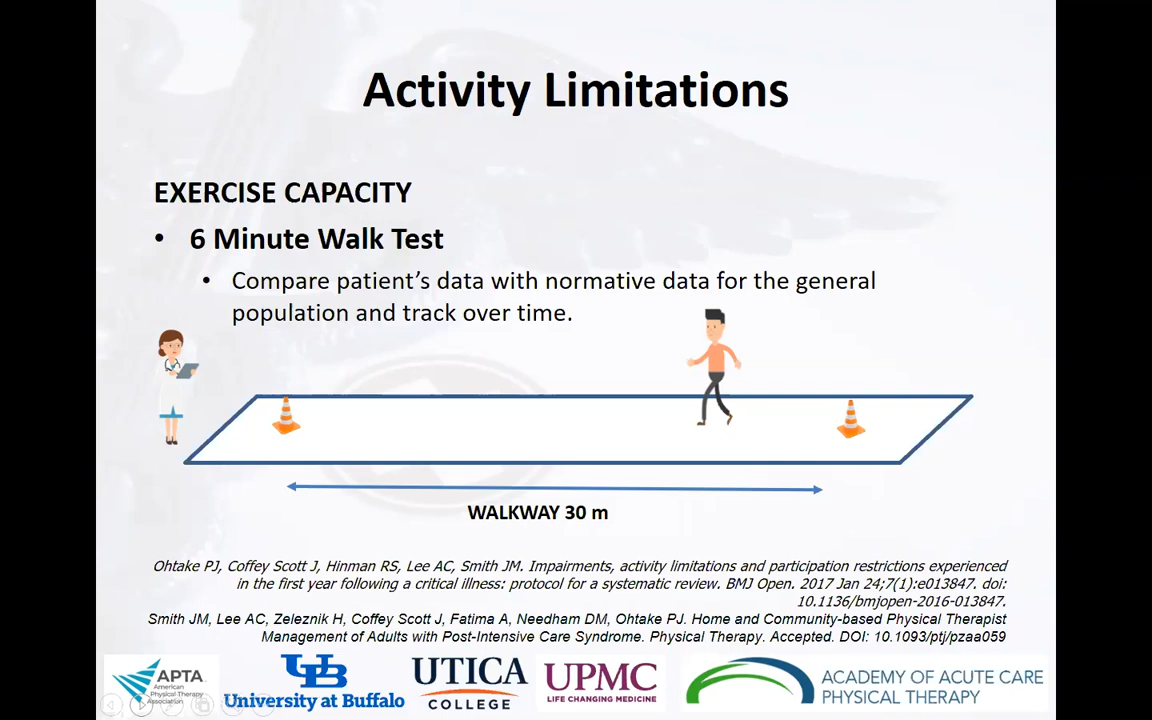 Activity Limitations
EXERCISE CAPACITY
• 6 Minute Walk Test
• Compare patient's data with normative data for the general
population and track over time.
WALKWAY 30 m
Ohtake PJ, Coffey Scott J, Hinman RS, Lee AC, Smith JM. Impairments, activity limitations and participation restrictions experienced
in the first year following a critical illness: protocol for a systematic review. BMJ Open. 2017 Jan 24;7(1):e013847. doi:
10.1136/bmjopen-2016-013847.
Smith JM, Lee AC, Zeleznik H, Coffey Scott J, Fatima A, Needham DM, Ohtake PJ. Home and Community-based Physical Therapist
Management of Adults with Post-Intensive Care Syndrome. Physical Therapy. Accepted. DOI: 10.1093/ptj/pzaa059
APTA
American
Physical Therapy
Association
UB
University at Buffalo
UTICA
COLLEGE
UPMC
LIFE CHANGING MEDICINE
ACADEMY OF ACUTE CARE
PHYSICAL THERAPY